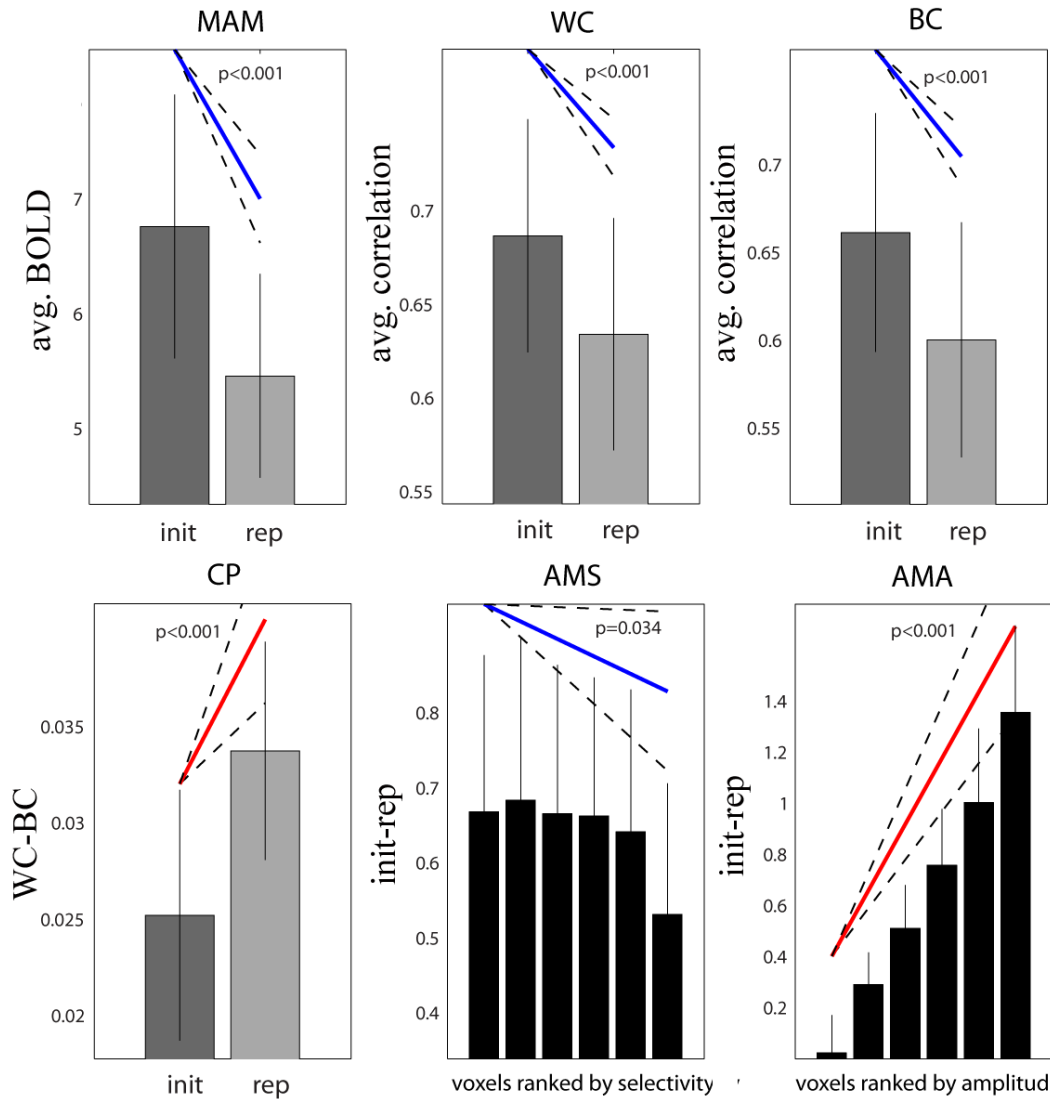 MAM
p<0.001
7
6
5
avg. BOLD
init rep
WC
p<0.001
0.7
0.65
0.6
0.55
avg. correlation
init rep
BC
p<0.001
0.7
0.65
0.6
0.55
avg. correlation
init rep
CP
p<0.001
0.035
0.03
0.025
0.02
WC-BC
init rep
AMS
p=0.034
0.8
0.7
0.6
0.5
0.4
init-rep
voxels ranked by selectivity
AMA
p<0.001
1.4
1.2
1
0.8
0.6
0.4
0.2
init-rep
voxels ranked by amplitud